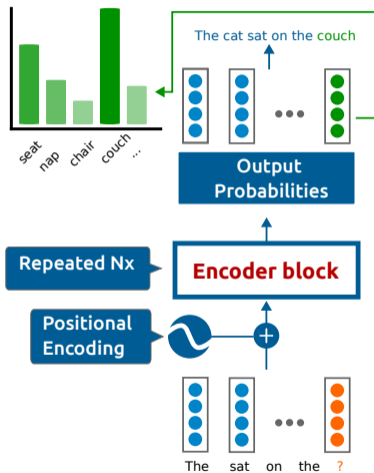 The cat sat on the couch
seat
nap
chair
couch
...
Output
Probabilities
Repeated Nx
Encoder block
Positional
Encoding
+
The sat on the ?